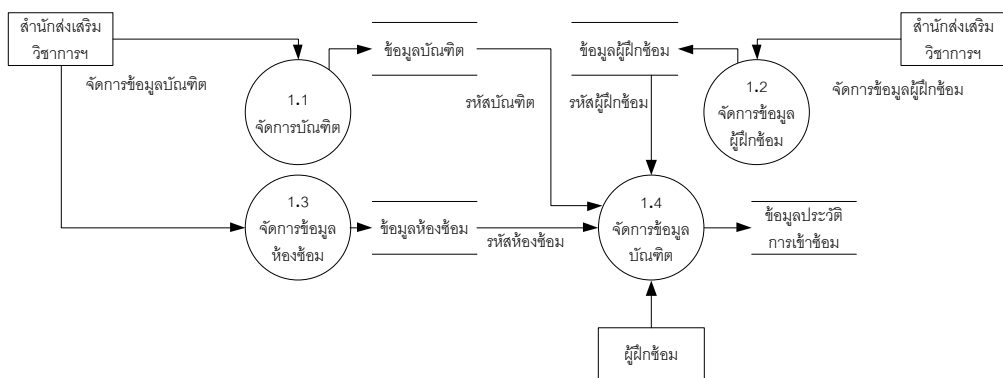 สำนักส่งเสริม
วิชาการฯ
จัดการข้อมูลบัณฑิต
1.1
จัดการบัณฑิต
ข้อมูลบัณฑิต
รหัสบัณฑิต
ข้อมูลผู้ฝึกซ้อม
รหัสผู้ฝึกซ้อม
1.2
จัดการข้อมูล
ผู้ฝึกซ้อม
สำนักส่งเสริม
วิชาการฯ
จัดการข้อมูลผู้ฝึกซ้อม
1.3
จัดการข้อมูล
ห้องซ้อม
ข้อมูลห้องซ้อม
รหัสห้องซ้อม
1.4
จัดการข้อมูล
บัณฑิต
ข้อมูลประวัติ
การเข้าซ้อม
ผู้ฝึกซ้อม